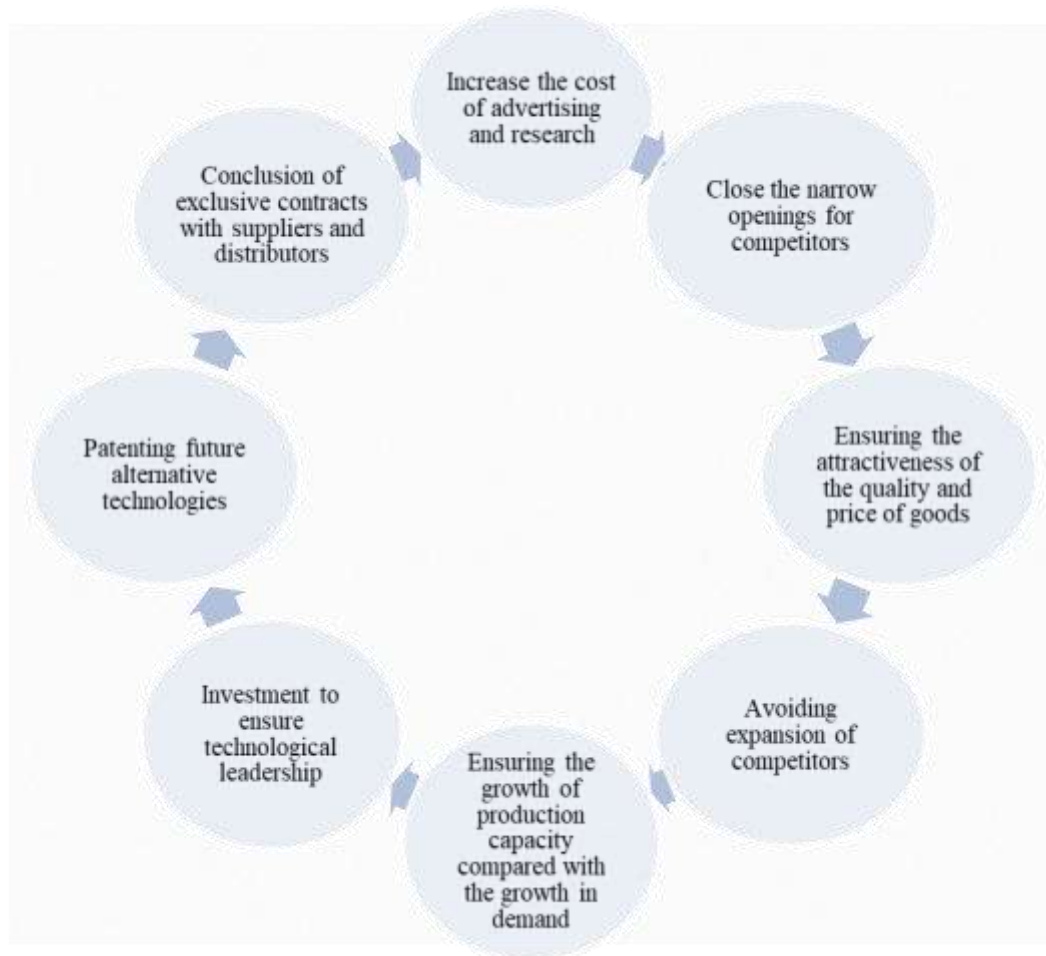 Increase the cost
of advertising
and research
Close the narrow
openings for
competitors
Ensuring the
attractiveness of
the quality and
price of goods
Avoiding
expansion of
competitors
Ensuring the
growth of
production
capacity
compared with
the growth in
demand
Investment to
ensure
technological
leadership
Patenting future
alternative
technologies
Conclusion of
exclusive contracts
with suppliers and
distributors